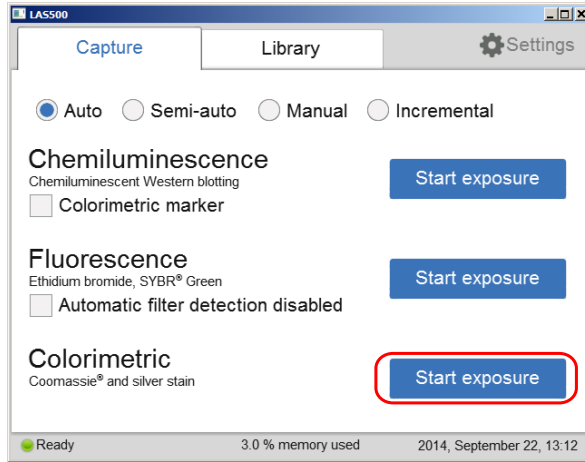 LAS500
Capture Library Settings
Auto Semi-auto Manual Incremental
Chemiluminescence
Chemiluminescent Western blotting
Start exposure
Colorimetric marker
Fluorescence
Ethidium bromide, SYBR® Green
Start exposure
Automatic filter detection disabled
Colorimetric
Coomassie® and silver stain
Start exposure
Ready 3.0 % memory used 2014, September 22, 13:12